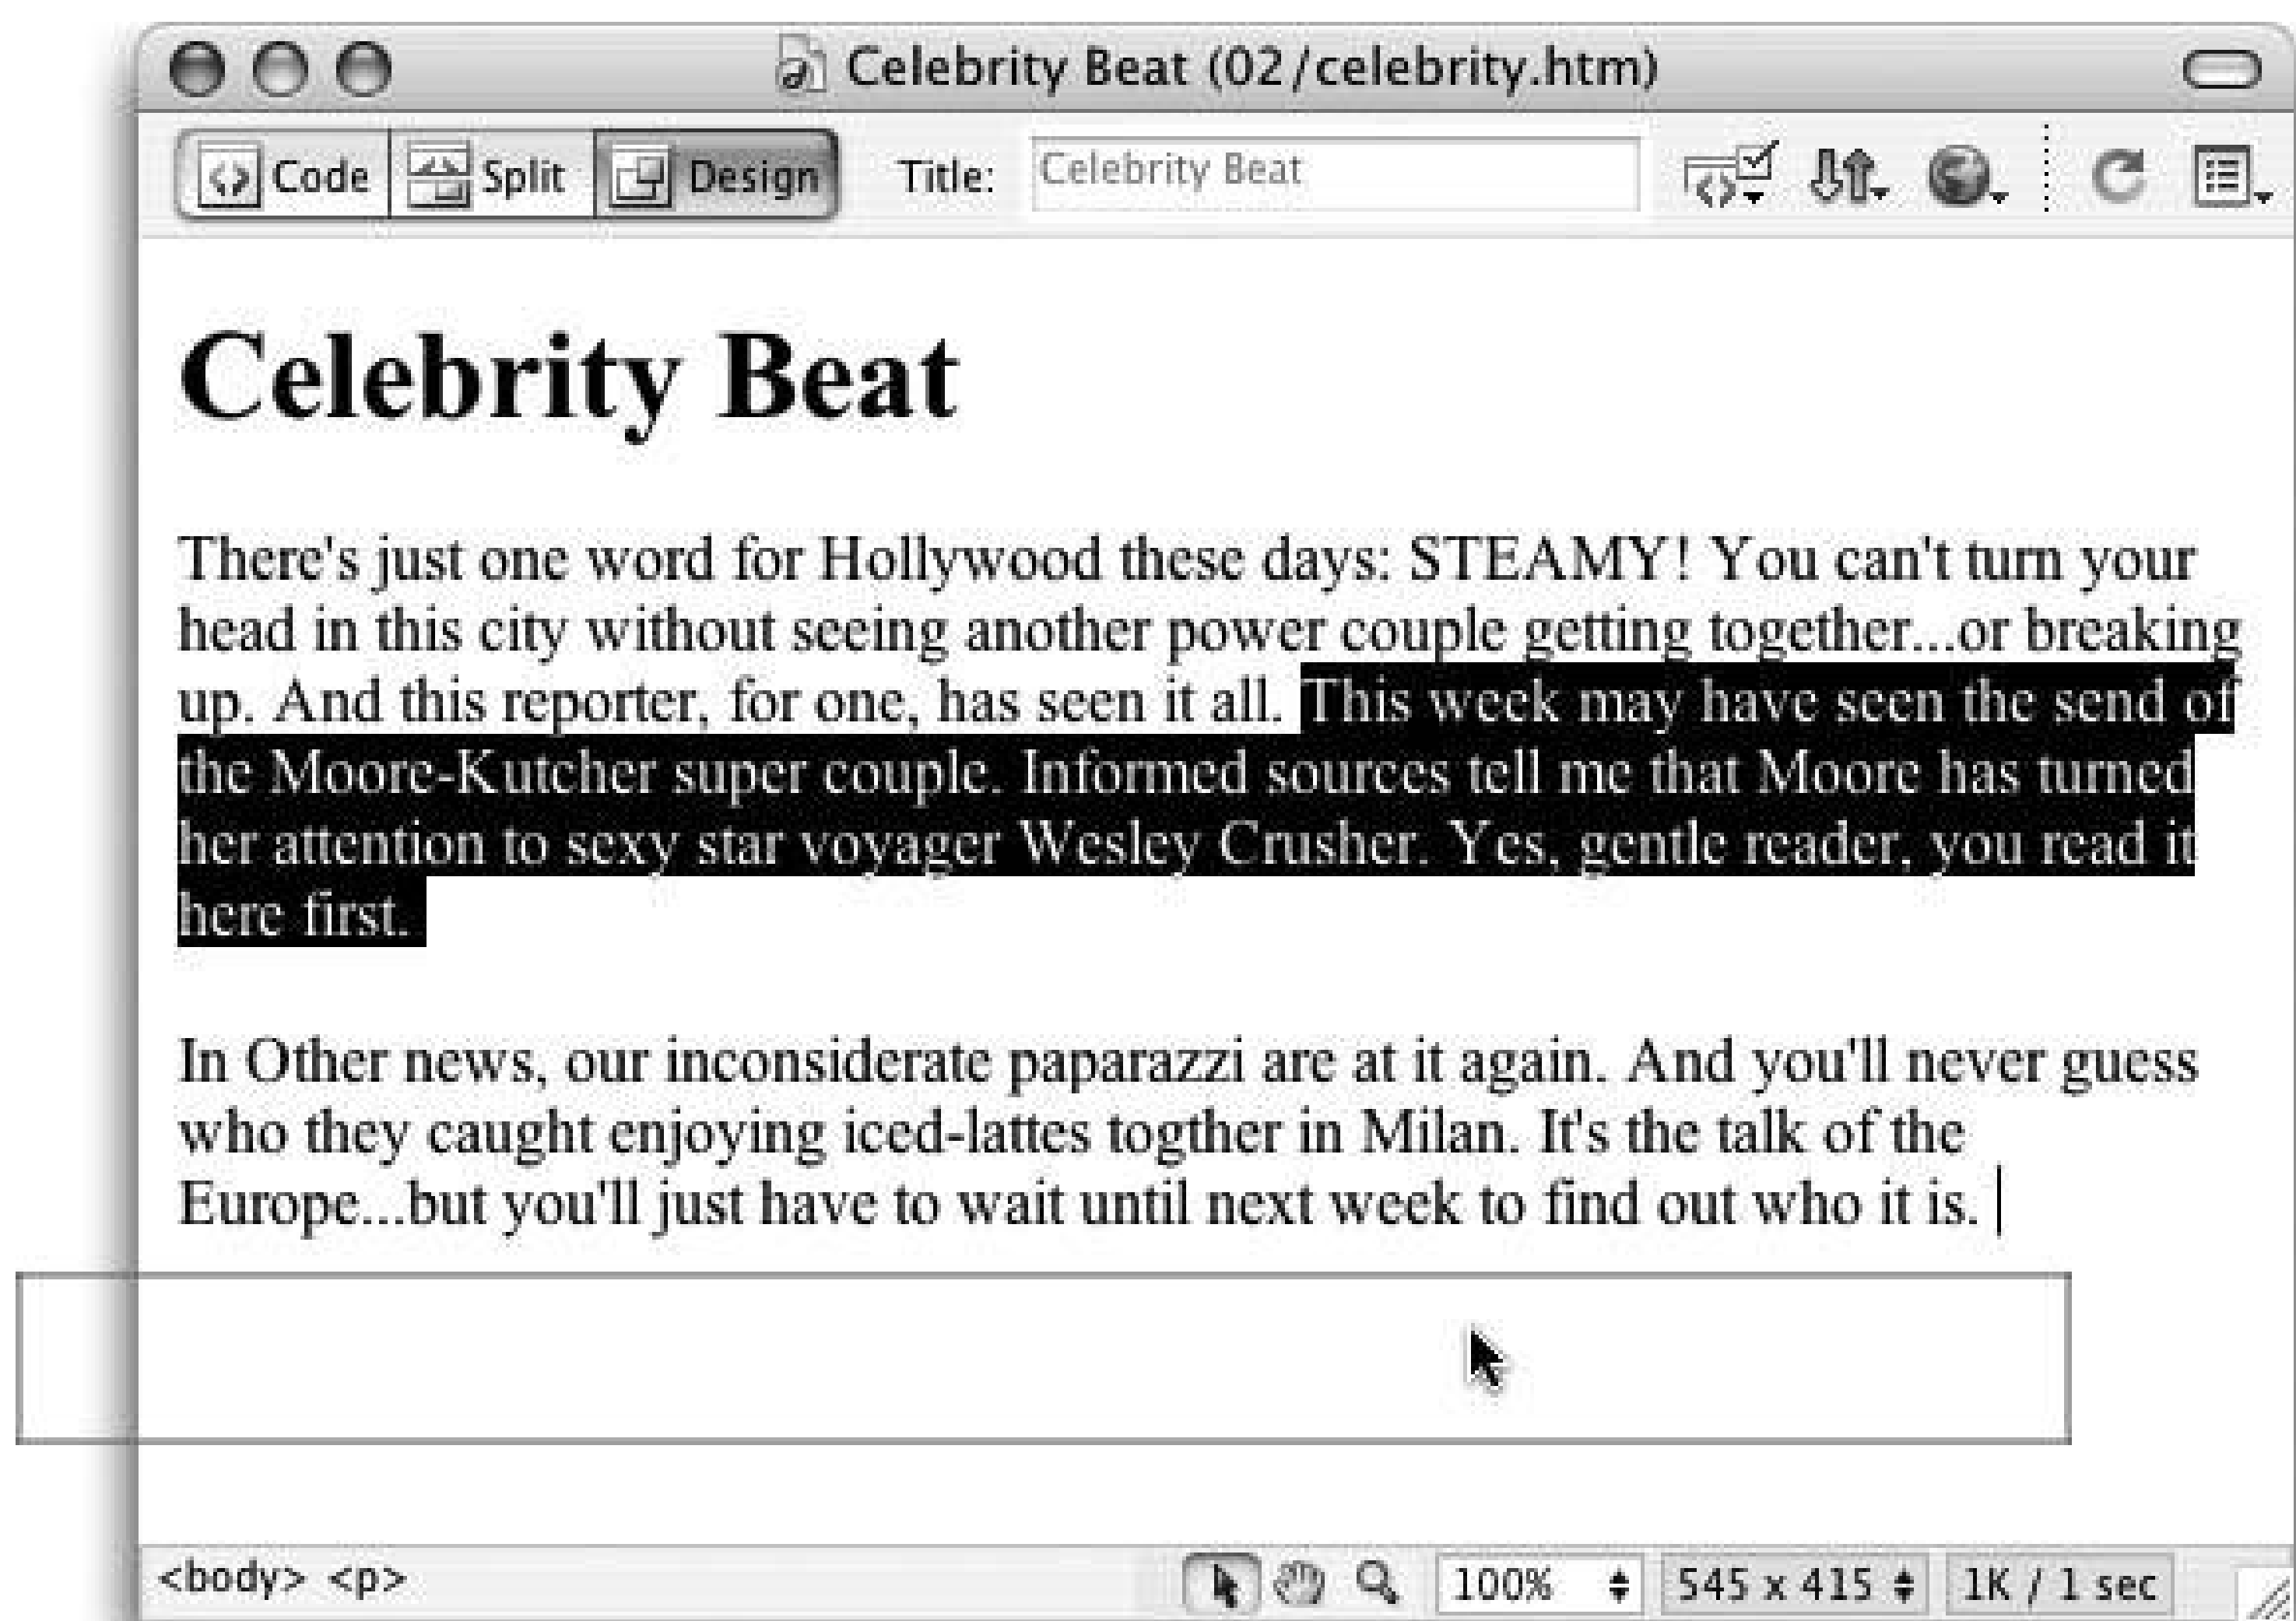 Celebrity Beat (02/celebrity.htm)
Code Split Design Title: Celebrity Beat
Celebrity Beat
There's just one word for Hollywood these days: STEAMY! You can't turn your
head in this city without seeing another power couple getting together...or breaking
up. And this reporter, for one, has seen it all. This week may have seen the send of
the Moore-Kutcher super couple. Informed sources tell me that Moore has turned
her attention to sexy star voyager Wesley Crusher. Yes, gentle reader, you read it
here first.
In Other news, our inconsiderate paparazzi are at it again. And you'll never guess
who they caught enjoying iced-lattes togther in Milan. It's the talk of the
Europe...but you'll just have to wait until next week to find out who it is.
<body> <p> 100% 545 x 415 1K / 1 sec